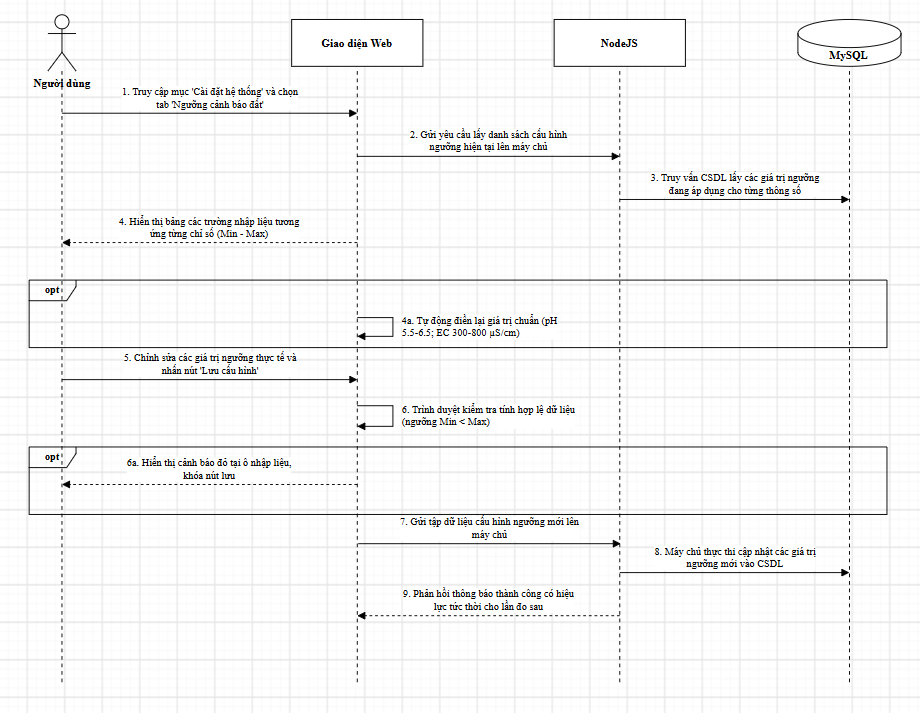 Người dùng
Giao diện Web
NodeJS
MySQL
1. Truy cập mục 'Cài đặt hệ thống' và chọn
tab 'Ngưỡng cảnh báo đất'
2. Gửi yêu cầu lấy danh sách cấu hình
ngưỡng hiện tại lên máy chủ
3. Truy vấn CSDL lấy các giá trị ngưỡng
đang áp dụng cho từng thông số
4. Hiển thị bảng các trường nhập liệu tương
ứng từng chỉ số (Min - Max)
opt
4a. Tự động điền lại giá trị chuẩn (pH
5.5-6.5; EC 300-800 µS/cm)
5. Chỉnh sửa các giá trị ngưỡng thực tế và
nhấn nút 'Lưu cấu hình'
6. Trình duyệt kiểm tra tính hợp lệ dữ liệu
(ngưỡng Min < Max)
opt
6a. Hiển thị cảnh báo đỏ tại ô nhập liệu,
khóa nút lưu
7. Gửi tập dữ liệu cấu hình ngưỡng mới lên
máy chủ
8. Máy chủ thực thi cập nhật các giá trị
ngưỡng mới vào CSDL
9. Phản hồi thông báo thành công có hiệu
lực tức thời cho lần đo sau